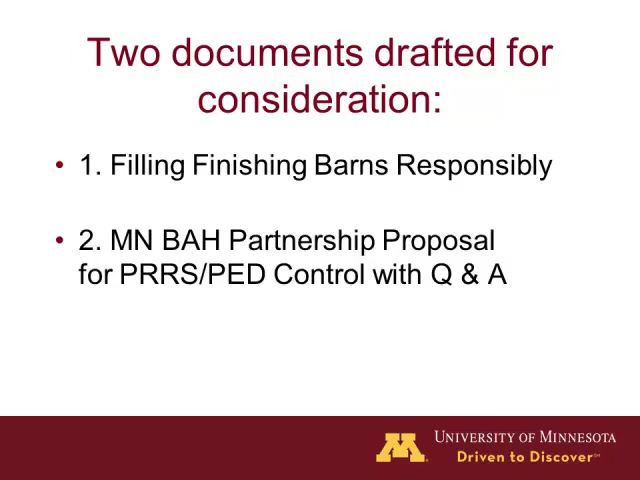 Two documents drafted for
consideration:
• 1. Filling Finishing Barns Responsibly
• 2. MN BAH Partnership Proposal
for PRRS/PED Control with Q & A
M
UNIVERSITY OF MINNESOTA
Driven to Discover℠